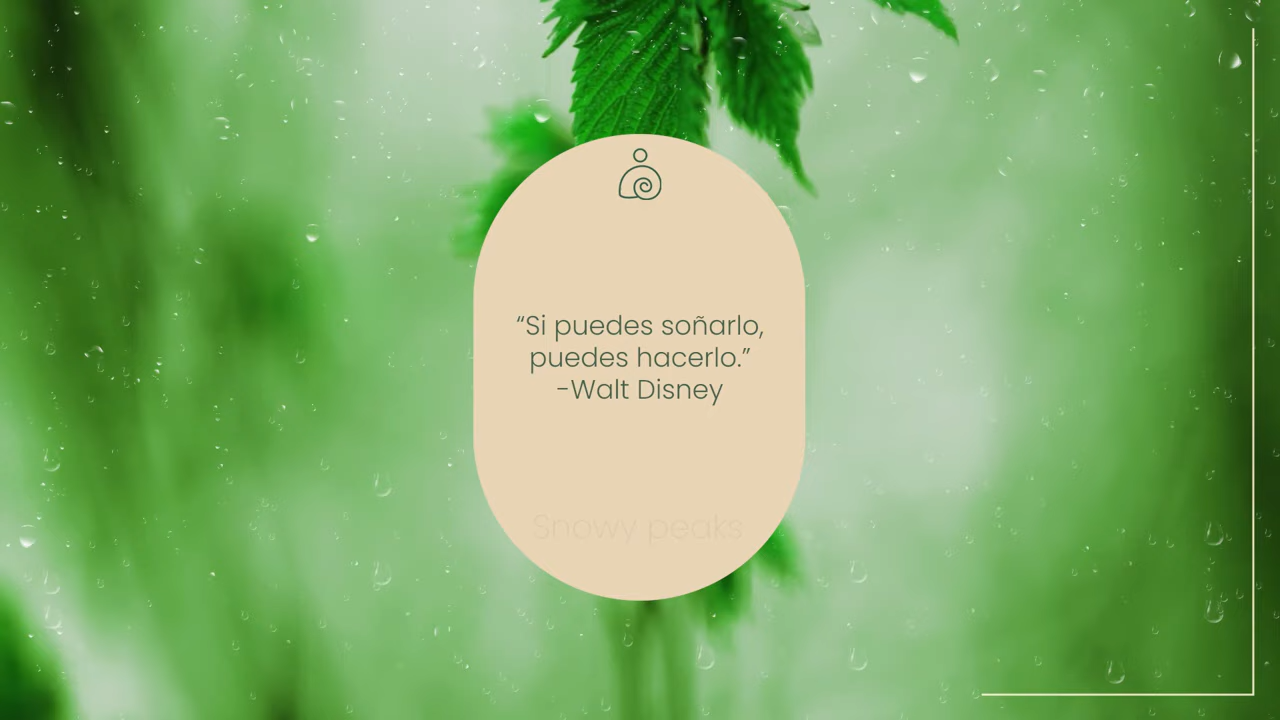 “Si puedes soñarlo,
puedes hacerlo.”
-Walt Disney
Snowy peaks